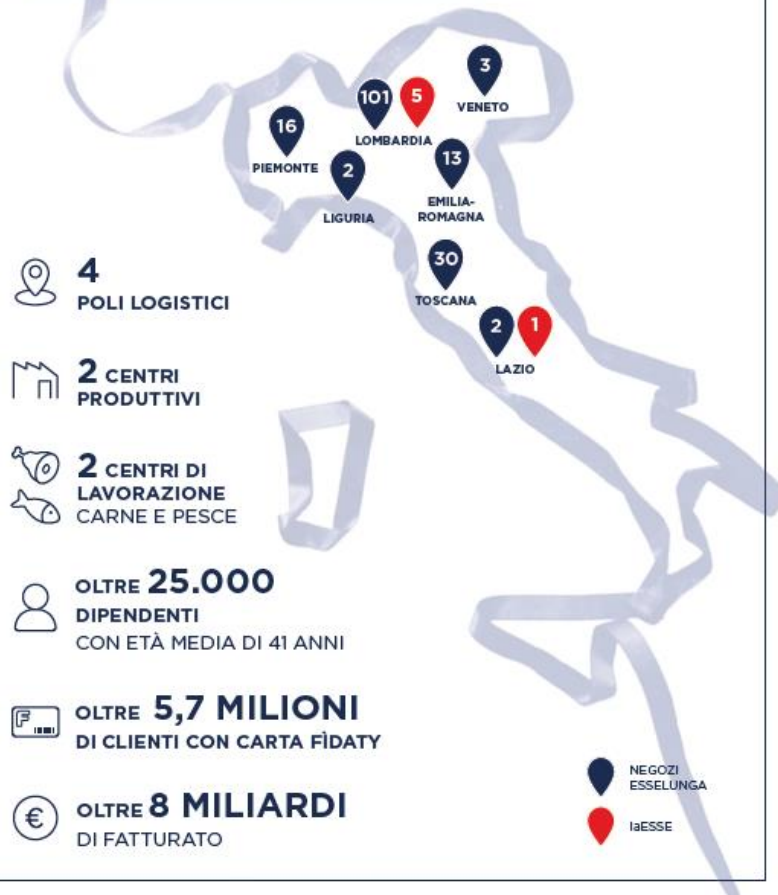 3
VENETO
101
5
LOMBARDIA
16
PIEMONTE
2
LIGURIA
13
EMILIA-
ROMAGNA
30
TOSCANA
2
1
LAZIO
4
POLI LOGISTICI
2 CENTRI
PRODUTTIVI
2 CENTRI DI
LAVORAZIONE
CARNE E PESCE
OLTRE 25.000
DIPENDENTI
CON ETÀ MEDIA DI 41 ANNI
F
OLTRE 5,7 MILIONI
DI CLIENTI CON CARTA FÌDATY
€
OLTRE 8 MILIARDI
DI FATTURATO
NEGOZI
ESSELUNGA
laESSE